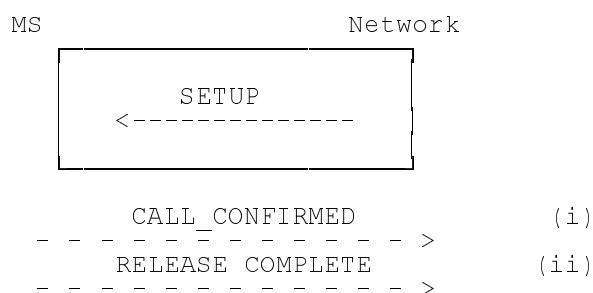 MS Network
SETUP
<--------------
CALL_CONFIRMED (i)
- - - - - - - - - - - - >
RELEASE COMPLETE (ii)
- - - - - - - - - - - - >